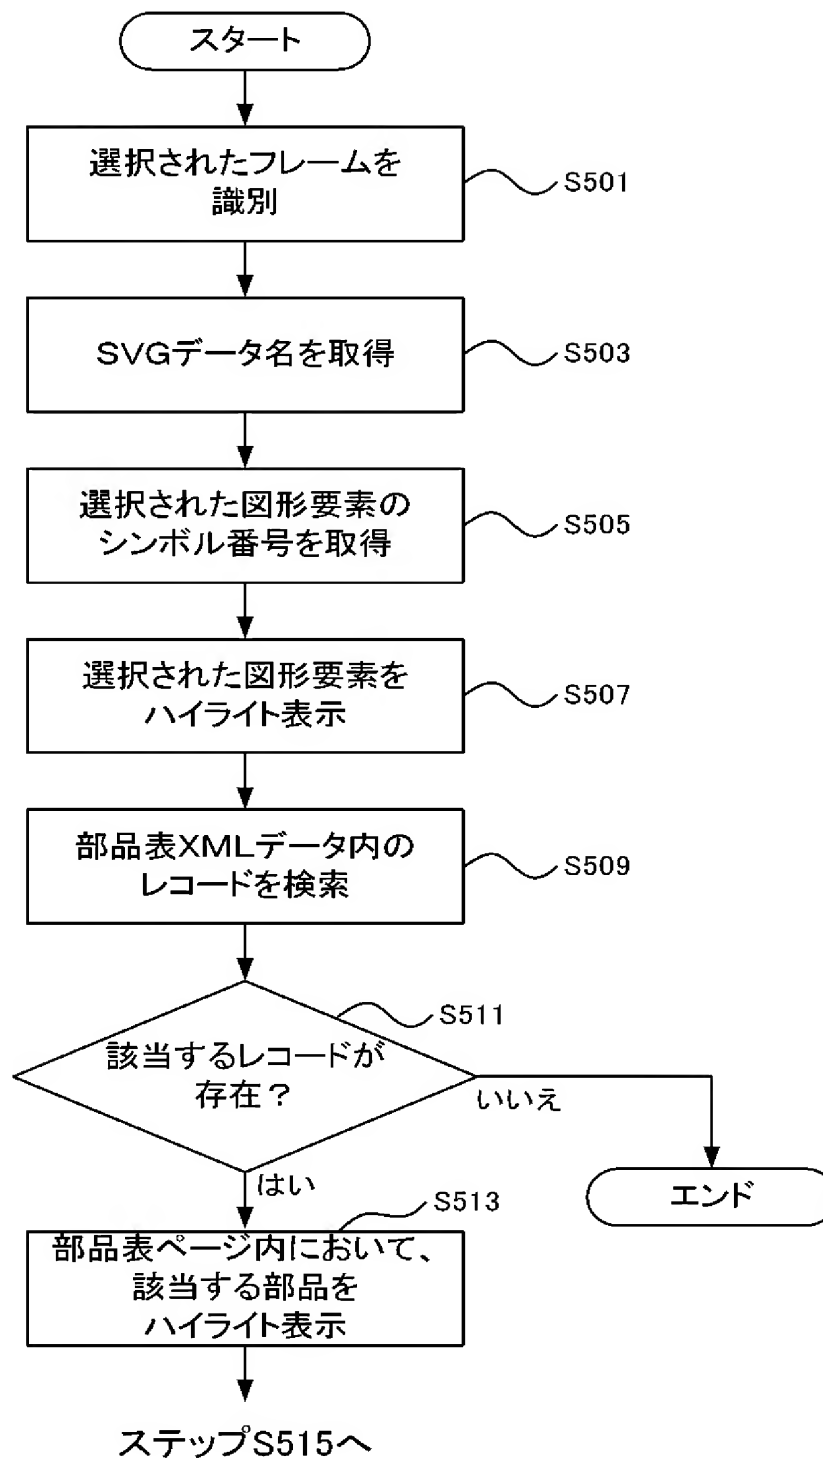 スタート
選択されたフレームを
識別
S501
SVGデータ名を取得
S503
選択された図形要素の
シンボル番号を取得
S505
選択された図形要素を
ハイライト表示
S507
部品表XMLデータ内の
レコードを検索
S509
S511
該当するレコードが
存在？
いいえ
はい
エンド
S513
部品表ページ内において、
該当する部品を
ハイライト表示
ステップS515へ